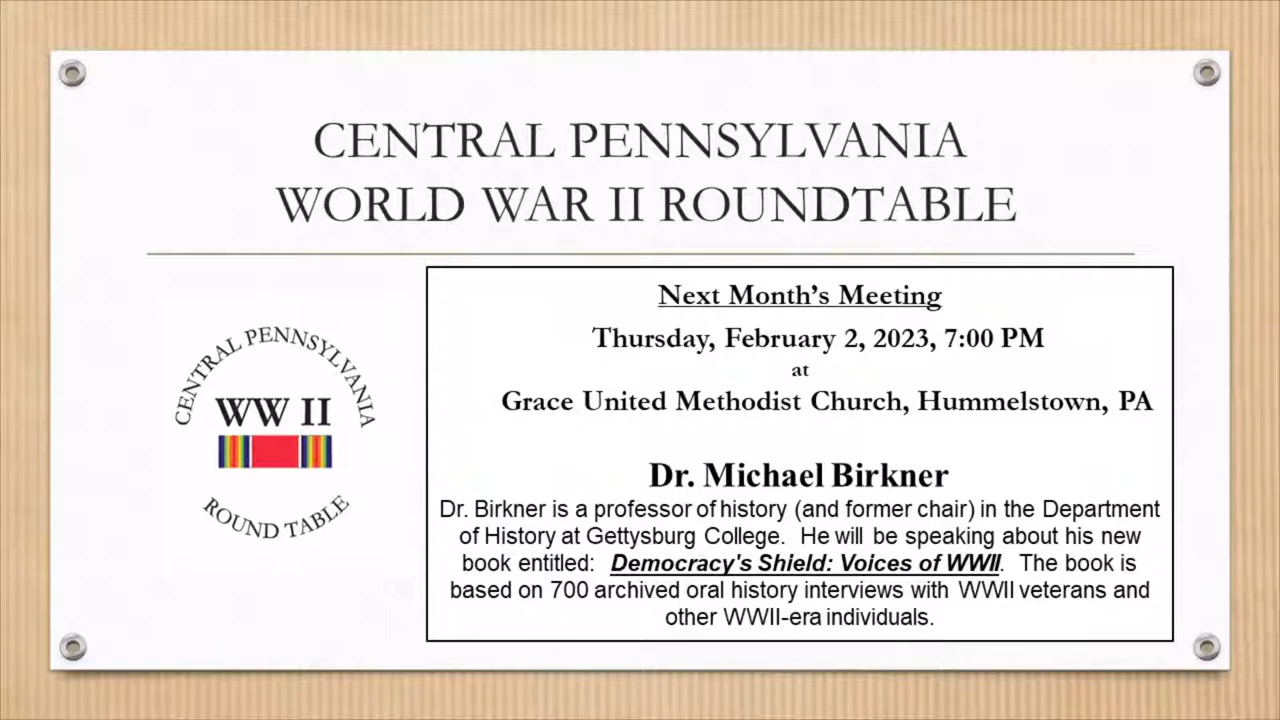 CENTRAL PENNSYLVANIA
WORLD WAR II ROUNDTABLE
CENTRAL PENNSYLVANIA
WW II
ROUND TABLE
Next Month's Meeting
Thursday, February 2, 2023, 7:00 PM
at
Grace United Methodist Church, Hummelstown, PA
Dr. Michael Birkner
Dr. Birkner is a professor of history (and former chair) in the Department
of History at Gettysburg College. He will be speaking about his new
book entitled: Democracy's Shield: Voices of WWII. The book is
based on 700 archived oral history interviews with WWII veterans and
other WWII-era individuals.